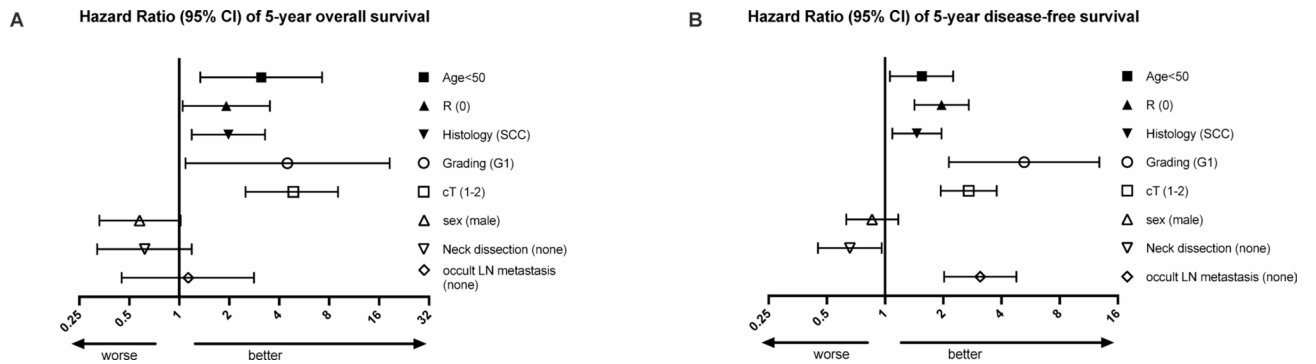 A
Hazard Ratio (95% CI) of 5-year overall survival
Age<50
R (0)
Histology (SCC)
Grading (G1)
cT (1-2)
sex (male)
Neck dissection (none)
occult LN metastasis
(none)
0.25 0.5 1 2 4 8 16 32
worse better
B
Hazard Ratio (95% CI) of 5-year disease-free survival
Age<50
R (0)
Histology (SCC)
Grading (G1)
cT (1-2)
sex (male)
Neck dissection (none)
occult LN metastasis (none)
0.25 0.5 1 2 4 8 16
worse better